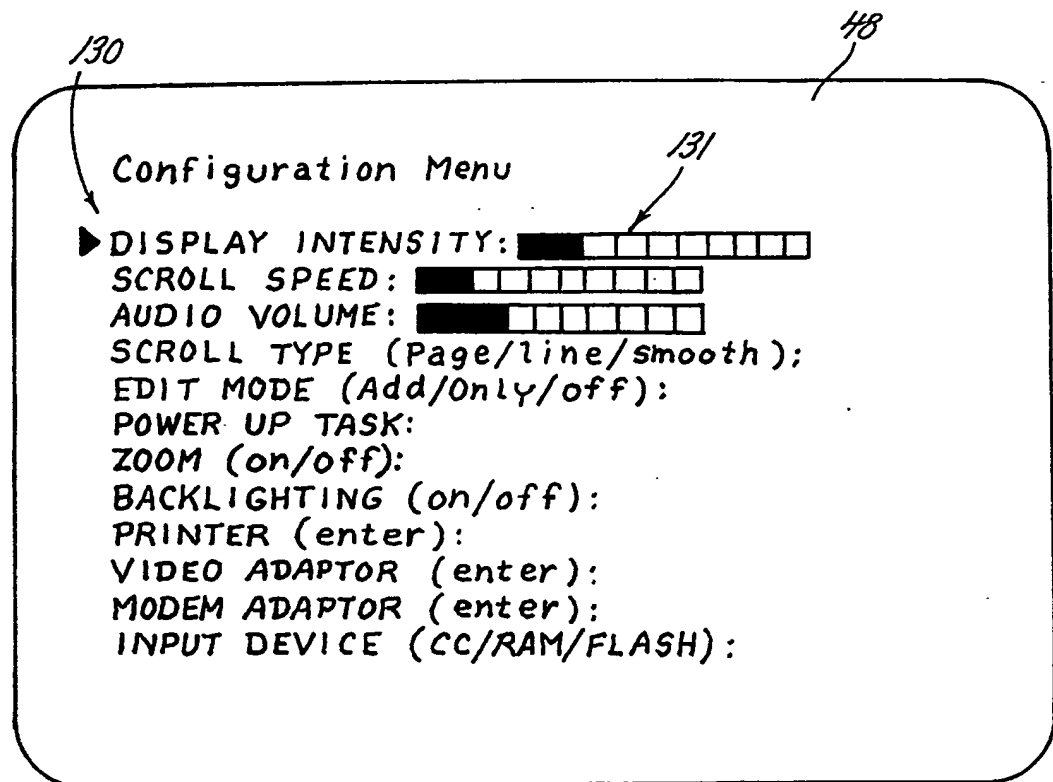 130
48
131
Configuration Menu
DISPLAY INTENSITY:
SCROLL SPEED:
AUDIO VOLUME:
SCROLL TYPE (Page/line/smooth);
EDIT MODE (Add/Only/off):
POWER UP TASK:
ZOOM (on/off):
BACKLIGHTING (on/off):
PRINTER (enter):
VIDEO ADAPTOR (enter):
MODEM ADAPTOR (enter):
INPUT DEVICE (CC/RAM/FLASH):